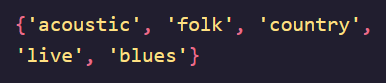 {'acoustic', 'folk', 'country',
'live', 'blues'}